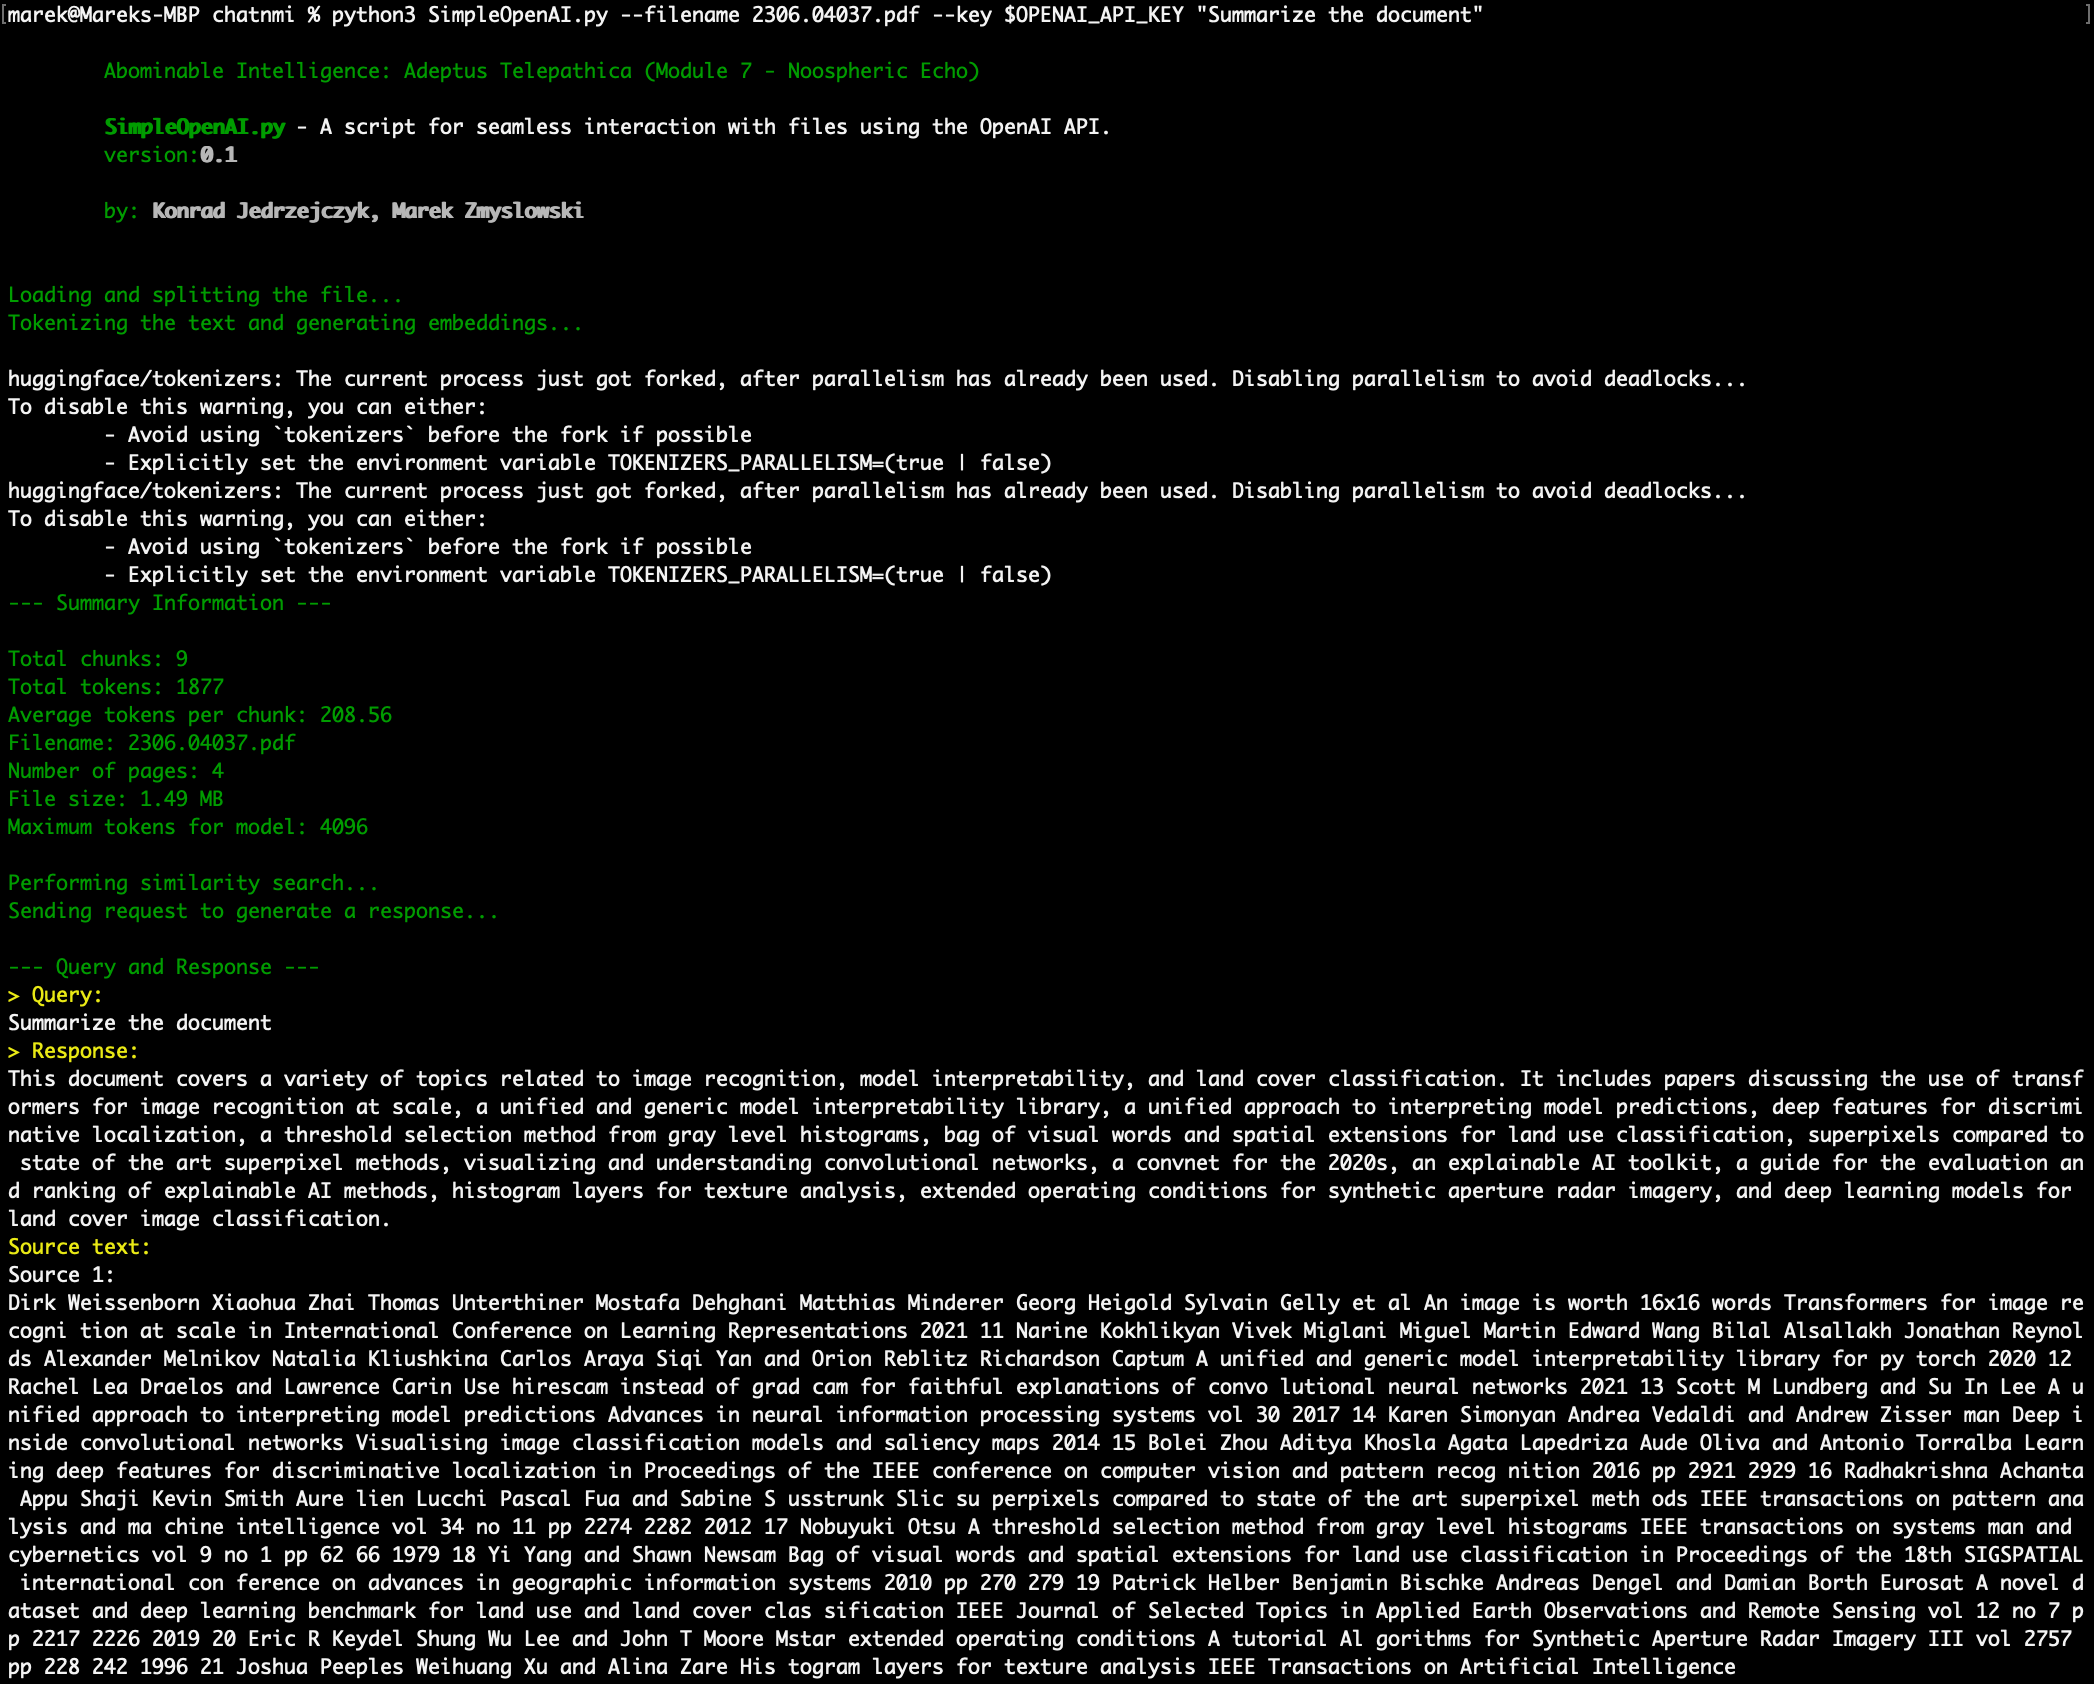 [marek@Mareks-MBP chatnmi % python3 SimpleOpenAI.py --filename 2306.04037.pdf --key $OPENAI_API_KEY "Summarize the document" ]
Abominable Intelligence: Adeptus Telepathica (Module 7 - Noospheric Echo)
SimpleOpenAI.py - A script for seamless interaction with files using the OpenAI API.
version:0.1
by: Konrad Jedrzejczyk, Marek Zmyslowski
Loading and splitting the file...
Tokenizing the text and generating embeddings...
huggingface/tokenizers: The current process just got forked, after parallelism has already been used. Disabling parallelism to avoid deadlocks...
To disable this warning, you can either:
- Avoid using `tokenizers` before the fork if possible
- Explicitly set the environment variable TOKENIZERS_PARALLELISM=(true | false)
huggingface/tokenizers: The current process just got forked, after parallelism has already been used. Disabling parallelism to avoid deadlocks...
To disable this warning, you can either:
- Avoid using `tokenizers` before the fork if possible
- Explicitly set the environment variable TOKENIZERS_PARALLELISM=(true | false)
--- Summary Information ---
Total chunks: 9
Total tokens: 1877
Average tokens per chunk: 208.56
Filename: 2306.04037.pdf
Number of pages: 4
File size: 1.49 MB
Maximum tokens for model: 4096
Performing similarity search...
Sending request to generate a response...
--- Query and Response ---
> Query:
Summarize the document
> Response:
This document covers a variety of topics related to image recognition, model interpretability, and land cover classification. It includes papers discussing the use of transf
ormers for image recognition at scale, a unified and generic model interpretability library, a unified approach to interpreting model predictions, deep features for discrimi
native localization, a threshold selection method from gray level histograms, bag of visual words and spatial extensions for land use classification, superpixels compared to
state of the art superpixel methods, visualizing and understanding convolutional networks, a convnet for the 2020s, an explainable AI toolkit, a guide for the evaluation an
d ranking of explainable AI methods, histogram layers for texture analysis, extended operating conditions for synthetic aperture radar imagery, and deep learning models for
land cover image classification.
Source text:
Source 1:
Dirk Weissenborn Xiaohua Zhai Thomas Unterthiner Mostafa Dehghani Matthias Minderer Georg Heigold Sylvain Gelly et al An image is worth 16x16 words Transformers for image re
cogni tion at scale in International Conference on Learning Representations 2021 11 Narine Kokhlikyan Vivek Miglani Miguel Martin Edward Wang Bilal Alsallakh Jonathan Reynol
ds Alexander Melnikov Natalia Kliushkina Carlos Araya Siqi Yan and Orion Reblitz Richardson Captum A unified and generic model interpretability library for py torch 2020 12
Rachel Lea Draelos and Lawrence Carin Use hirescam instead of grad cam for faithful explanations of convo lutional neural networks 2021 13 Scott M Lundberg and Su In Lee A u
nified approach to interpreting model predictions Advances in neural information processing systems vol 30 2017 14 Karen Simonyan Andrea Vedaldi and Andrew Zisser man Deep i
nside convolutional networks Visualising image classification models and saliency maps 2014 15 Bolei Zhou Aditya Khosla Agata Lapedriza Aude Oliva and Antonio Torralba Learn
ing deep features for discriminative localization in Proceedings of the IEEE conference on computer vision and pattern recog nition 2016 pp 2921 2929 16 Radhakrishna Achanta
Appu Shaji Kevin Smith Aure lien Lucchi Pascal Fua and Sabine S usstrunk Slic su perpixels compared to state of the art superpixel meth ods IEEE transactions on pattern ana
lysis and ma chine intelligence vol 34 no 11 pp 2274 2282 2012 17 Nobuyuki Otsu A threshold selection method from gray level histograms IEEE transactions on systems man and
cybernetics vol 9 no 1 pp 62 66 1979 18 Yi Yang and Shawn Newsam Bag of visual words and spatial extensions for land use classification in Proceedings of the 18th SIGSPATIAL
international con ference on advances in geographic information systems 2010 pp 270 279 19 Patrick Helber Benjamin Bischke Andreas Dengel and Damian Borth Eurosat A novel d
ataset and deep learning benchmark for land use and land cover clas sification IEEE Journal of Selected Topics in Applied Earth Observations and Remote Sensing vol 12 no 7 p
p 2217 2226 2019 20 Eric R Keydel Shung Wu Lee and John T Moore Mstar extended operating conditions A tutorial Al gorithms for Synthetic Aperture Radar Imagery III vol 2757
pp 228 242 1996 21 Joshua Peeples Weihuang Xu and Alina Zare His togram layers for texture analysis IEEE Transactions on Artificial Intelligence